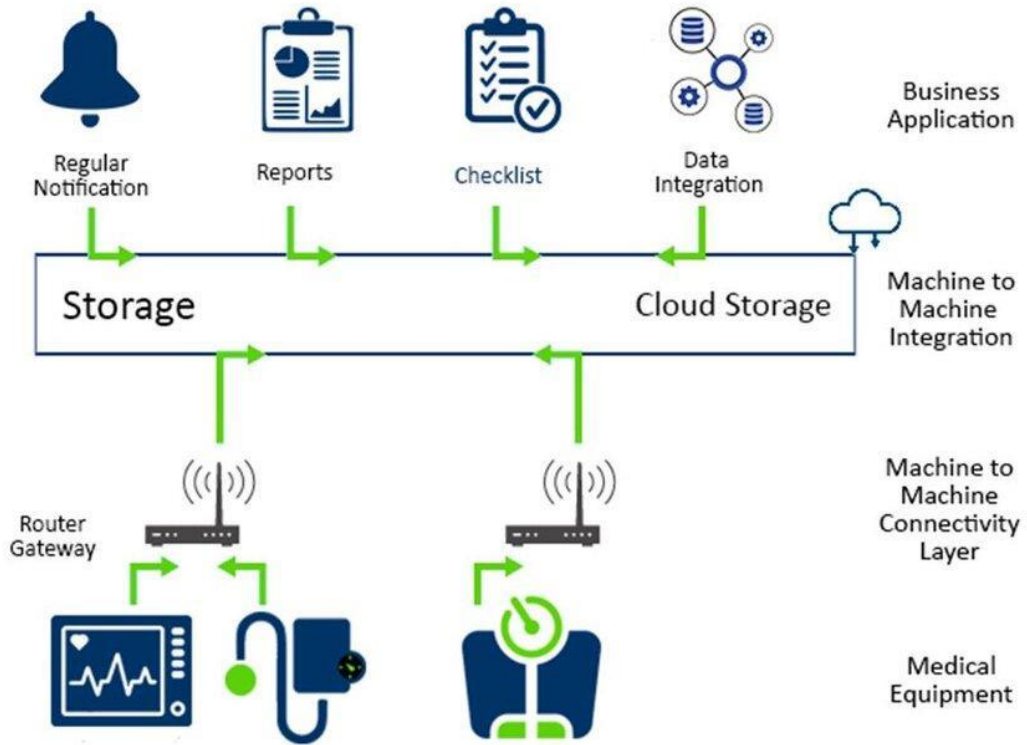 Business
Application
Regular
Notification
Reports
Checklist
Data
Integration
Storage
Cloud Storage
Machine to
Machine
Integration
Router
Gateway
Machine to
Machine
Connectivity
Layer
Medical
Equipment